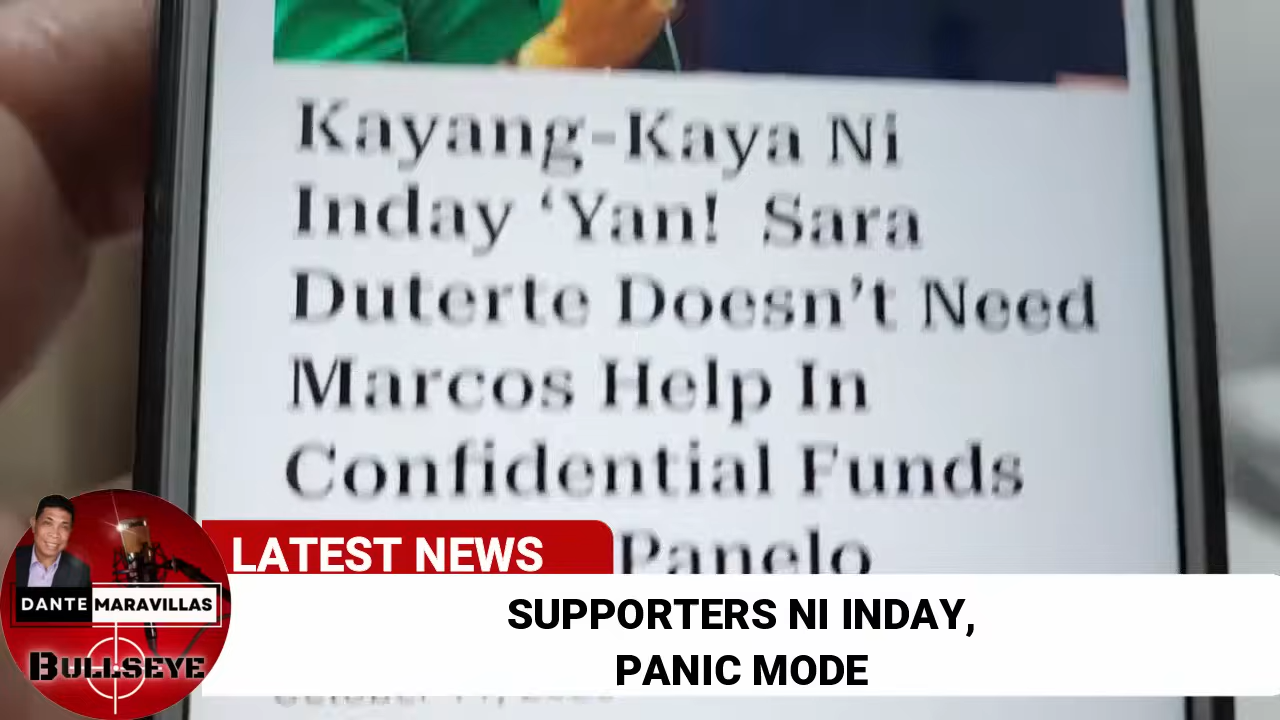 Kayang-Kaya Ni
Inday ‘Yan! Sara
Duterte Doesn’t Need
Marcos Help In
Confidential Funds
Panelo
LATEST NEWS
SUPPORTERS NI INDAY,
PANIC MODE
DANTE MARAVILLAS
BULLSEYE